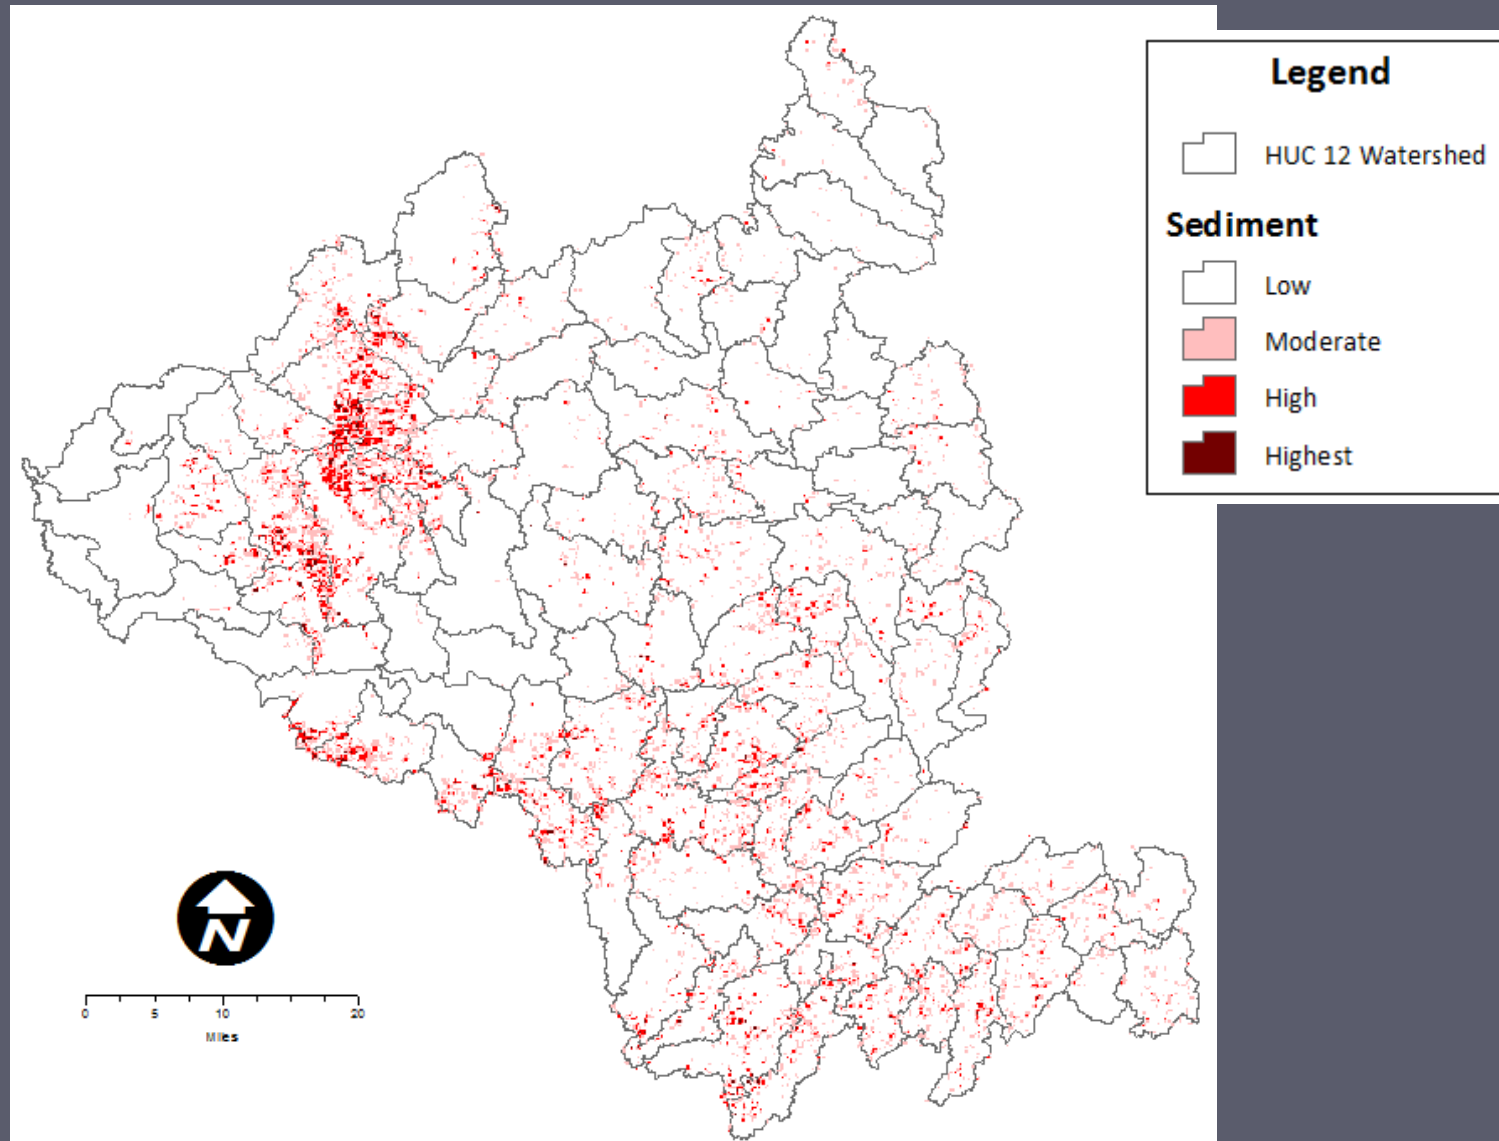 Legend
HUC 12 Watershed
Sediment
Low
Moderate
High
Highest
N
0 5 10 20
Miles